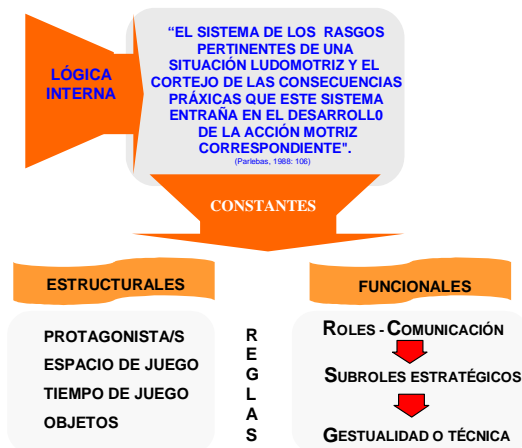 LÓGICA
INTERNA
“EL SISTEMA DE LOS RASGOS
PERTINENTES DE UNA
SITUACIÓN LUDOMOTRIZ Y EL
CORTEJO DE LAS CONSECUENCIAS
PRÁXICAS QUE ESTE SISTEMA
ENTRAÑA EN EL DESARROLL0
DE LA ACCIÓN MOTRIZ
CORRESPONDIENTE".
(Parlebas, 1988: 106)
CONSTANTES
ESTRUCTURALES
PROTAGONISTA/S
ESPACIO DE JUEGO
TIEMPO DE JUEGO
OBJETOS
R
E
G
L
A
S
FUNCIONALES
ROLES - COMUNICACIÓN
SUBROLES ESTRATÉGICOS
GESTUALIDAD O TÉCNICA